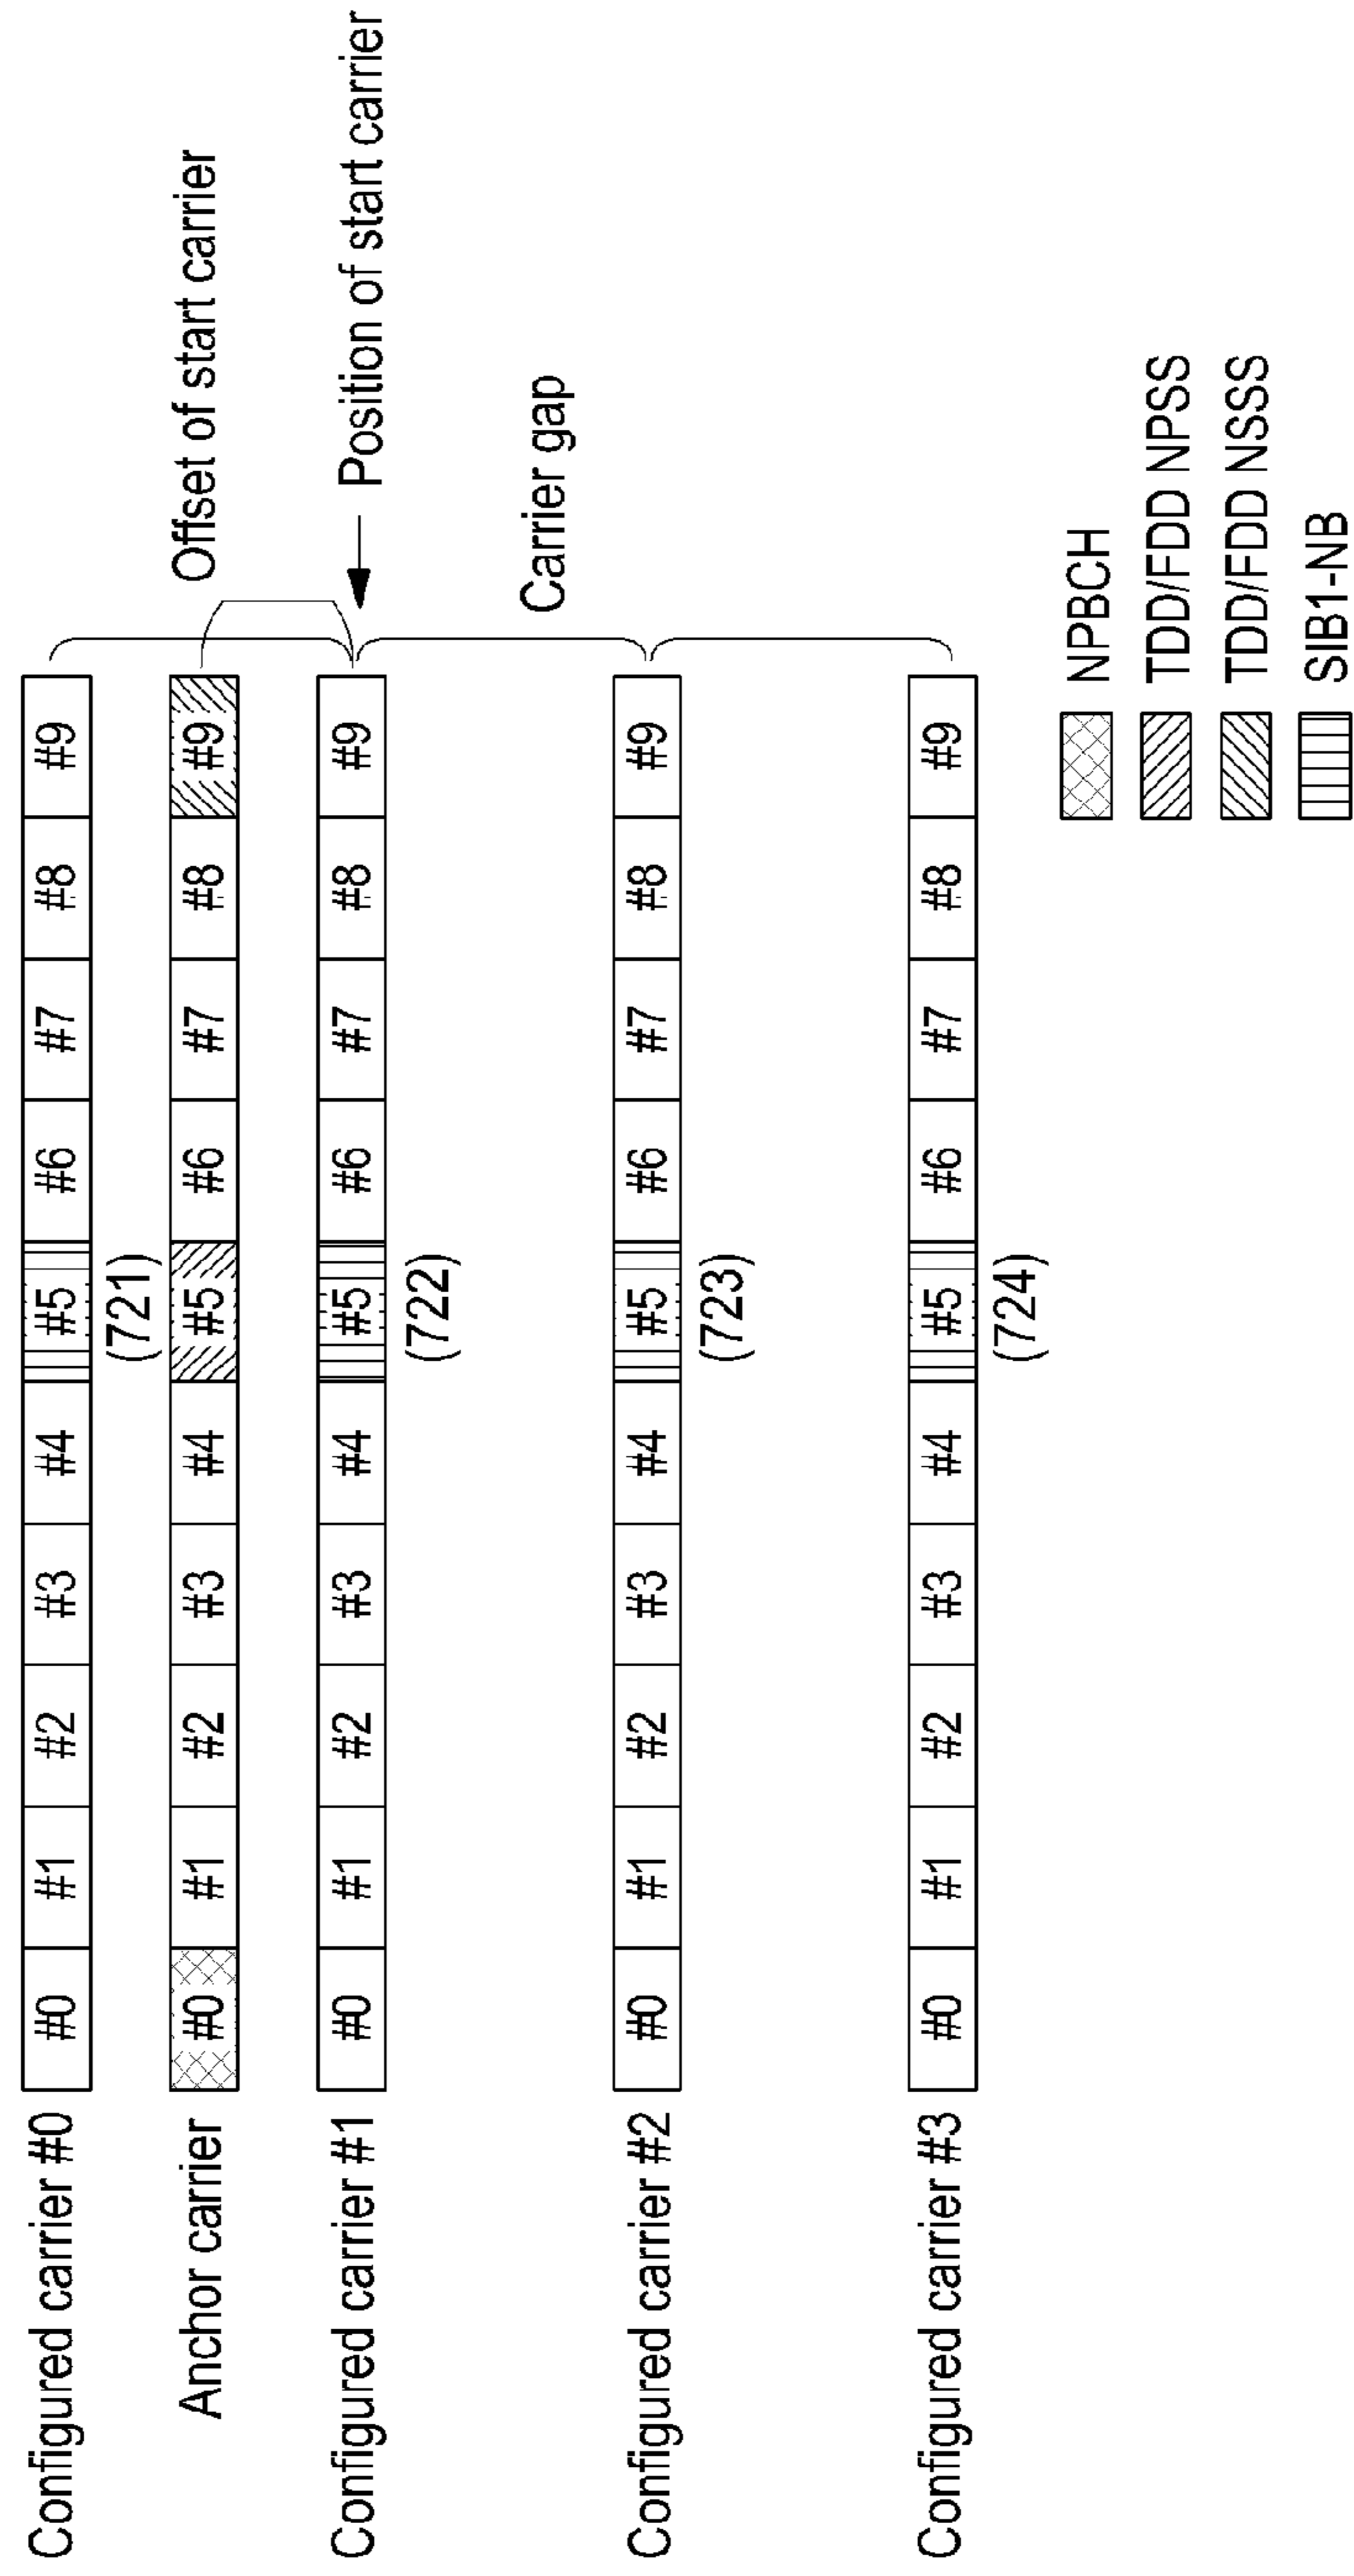 Configured carrier #0 #0 #1 #2 #3 #4 #5 #6 #7 #8 #9
(721)
Anchor carrier #0 #1 #2 #3 #4 #5 #6 #7 #8 #9
Offset of start carrier
Configured carrier #1 #0 #1 #2 #3 #4 #5 #6 #7 #8 #9
Position of start carrier
(722)
Carrier gap
Configured carrier #2 #0 #1 #2 #3 #4 #5 #6 #7 #8 #9
(723)
Configured carrier #3 #0 #1 #2 #3 #4 #5 #6 #7 #8 #9
(724)
NPBCH
TDD/FDD NPSS
TDD/FDD NSSS
SIB1-NB